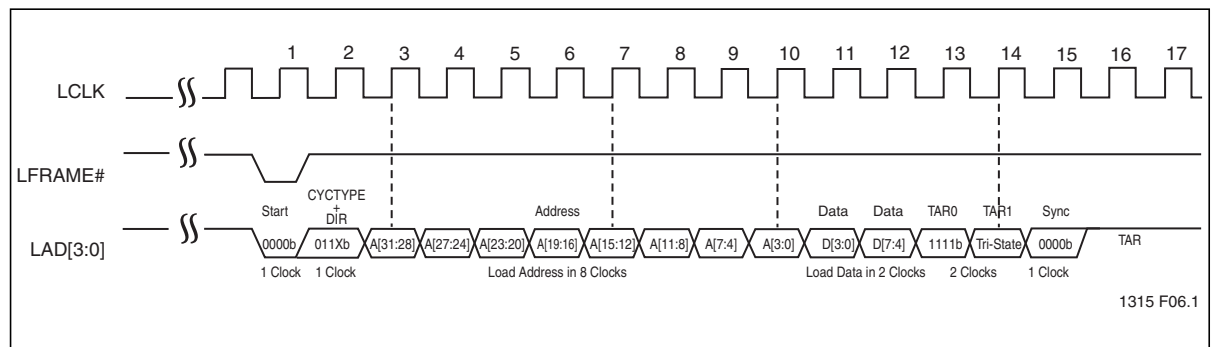 1 2 3 4 5 6 7 8 9 10 11 12 13 14 15 16 17
LCLK
LFRAME#
CYCTYPE
+
DIR
Start Address Data Data TAR0 TAR1 Sync
LAD[3:0] 0000b 011Xb A[31:28] A[27:24] A[23:20] A[19:16] A[15:12] A[11:8] A[7:4] A[3:0] D[3:0] D[7:4] 1111b Tri-State 0000b TAR
1 Clock 1 Clock Load Address in 8 Clocks Load Data in 2 Clocks 2 Clocks 1 Clock
1315 F06.1